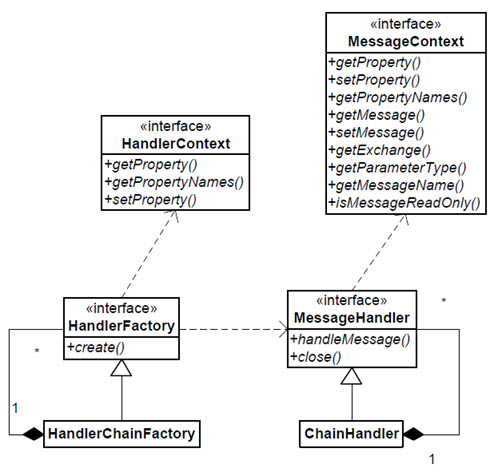 «interface»
MessageContext
+getProperty()
+setProperty()
+getPropertyNames()
+getMessage()
+setMessage()
+getExchange()
+getParameterType()
+getMessageName()
+isMessageReadOnly()
«interface»
HandlerContext
+getProperty()
+getPropertyNames()
+setProperty()
«interface»
HandlerFactory
+create()
«interface»
MessageHandler
+handleMessage()
+close()
*
*
1
HandlerChainFactory
ChainHandler
1